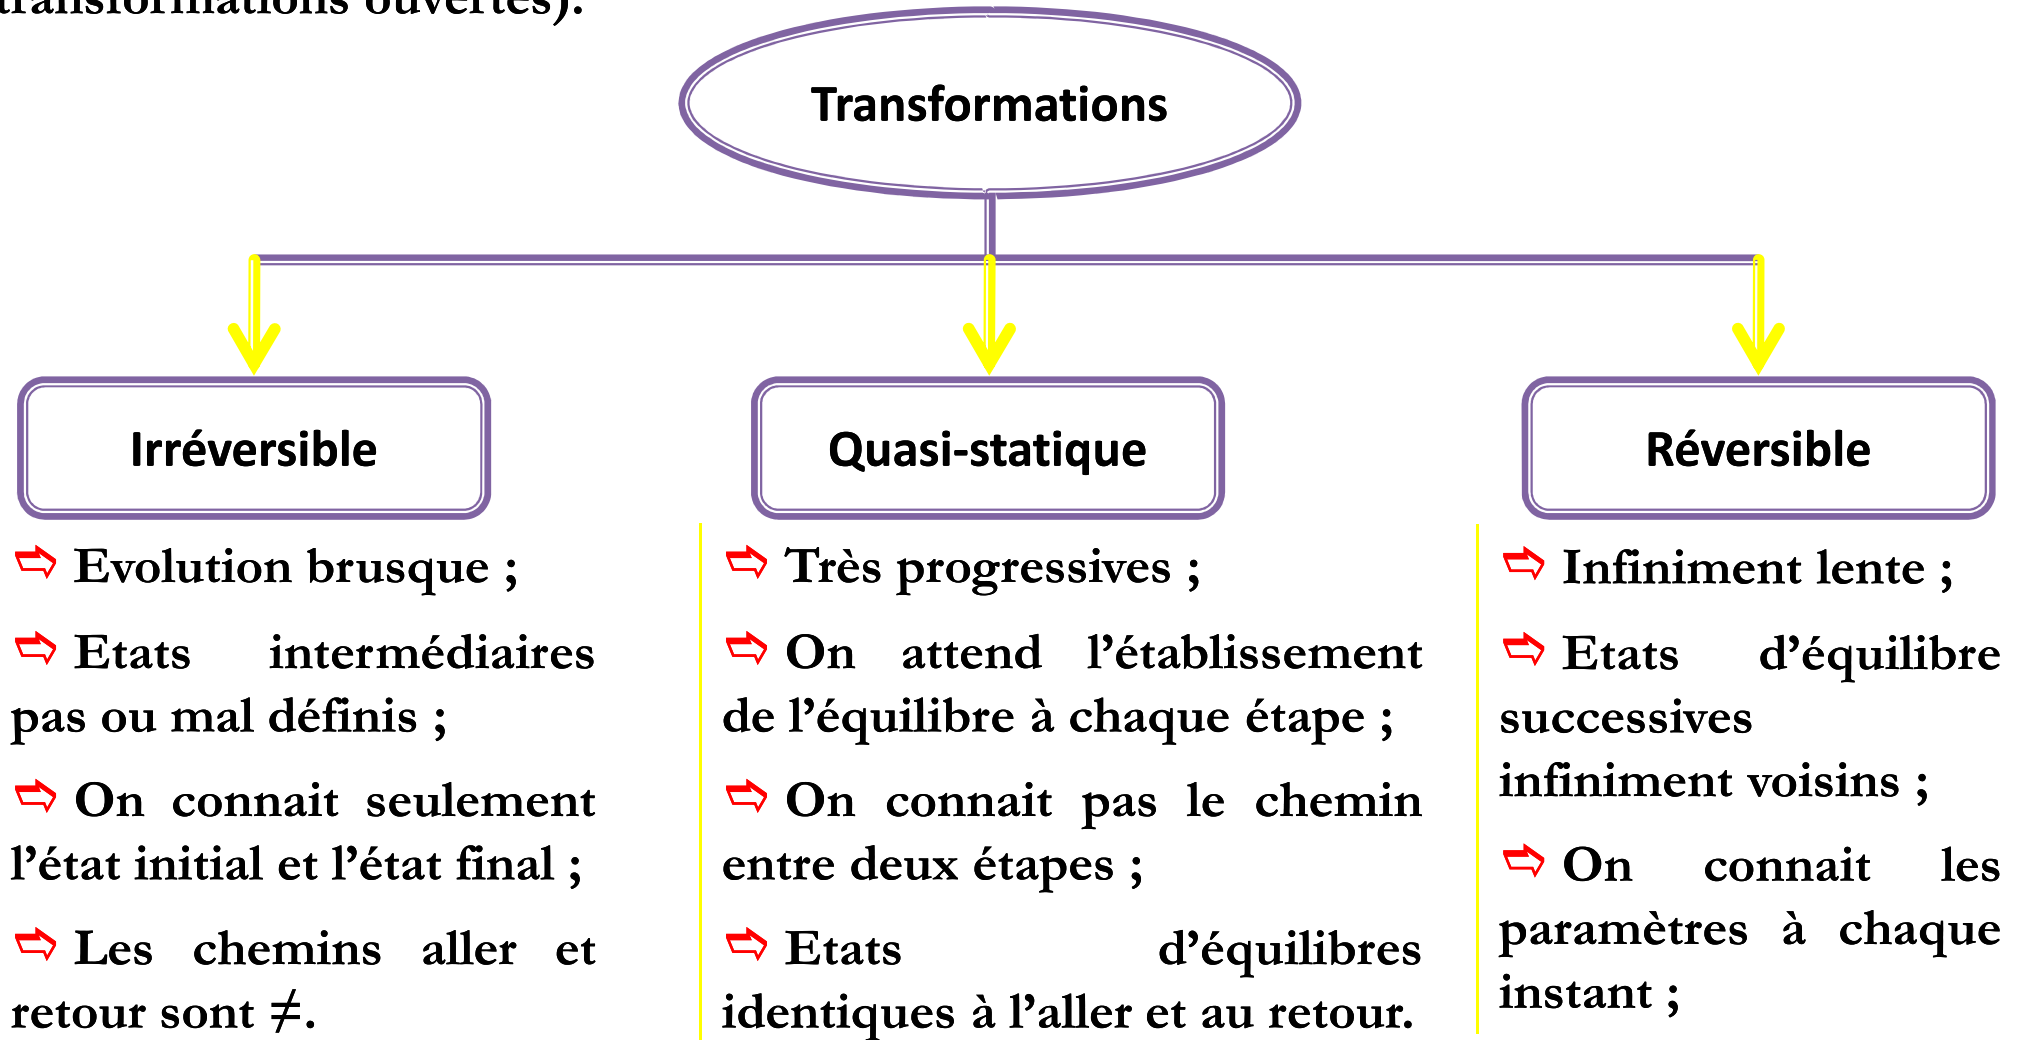 transformations ouvertes).
Transformations
Irréversible
Quasi-statique
Réversible
Evolution brusque ;
Etats intermédiaires
pas ou mal définis ;
On connait seulement
l’état initial et l’état final ;
Les chemins aller et
retour sont ≠.
Très progressives ;
On attend l’établissement
de l’équilibre à chaque étape ;
On connait pas le chemin
entre deux étapes ;
Etats d’équilibres
identiques à l’aller et au retour.
Infiniment lente ;
Etats d’équilibre
successives
infiniment voisins ;
On connait les
paramètres à chaque
instant ;